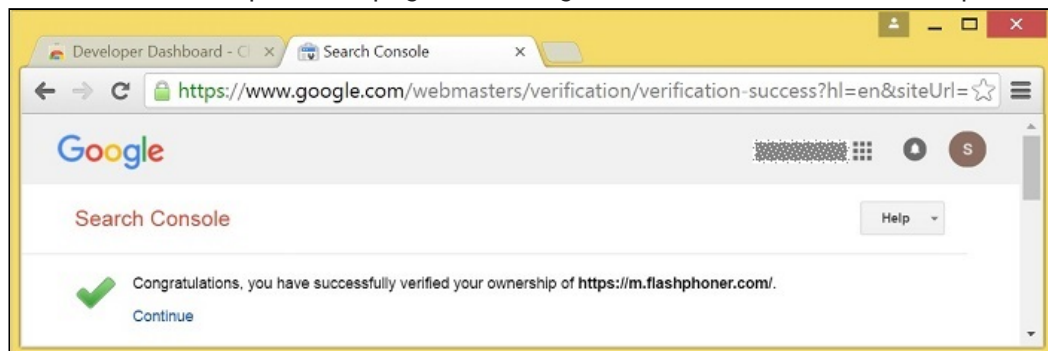 Developer Dashboard - C
Search Console
https://www.google.com/webmasters/verification/verification-success?hl=en&siteUrl=
Google
S
Search Console
Help
Congratulations, you have successfully verified your ownership of https://m.flashphoner.com/.
Continue